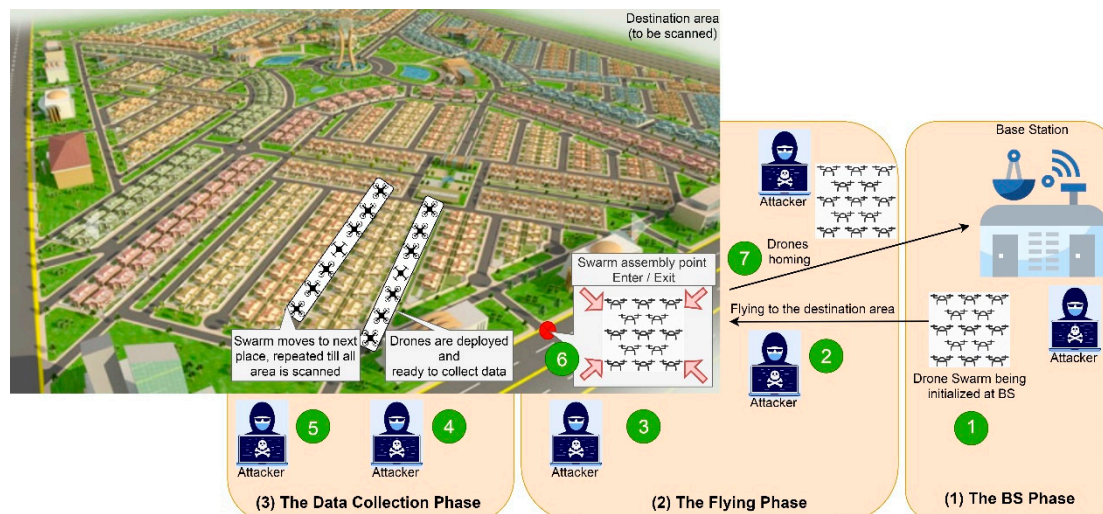 Destination area
(to be scanned)
Base Station
Attacker
7
Drones
homing
Swarm assembly point
Enter / Exit
Flying to the destination area
Swarm moves to next
place, repeated till all
area is scanned
Drones are deployed
and
ready to collect data
6
2
Attacker
Attacker
Drone Swarm being
initialized at BS
1
5
4
3
Attacker
Attacker
Attacker
(3) The Data Collection Phase
(2) The Flying Phase
(1) The BS Phase